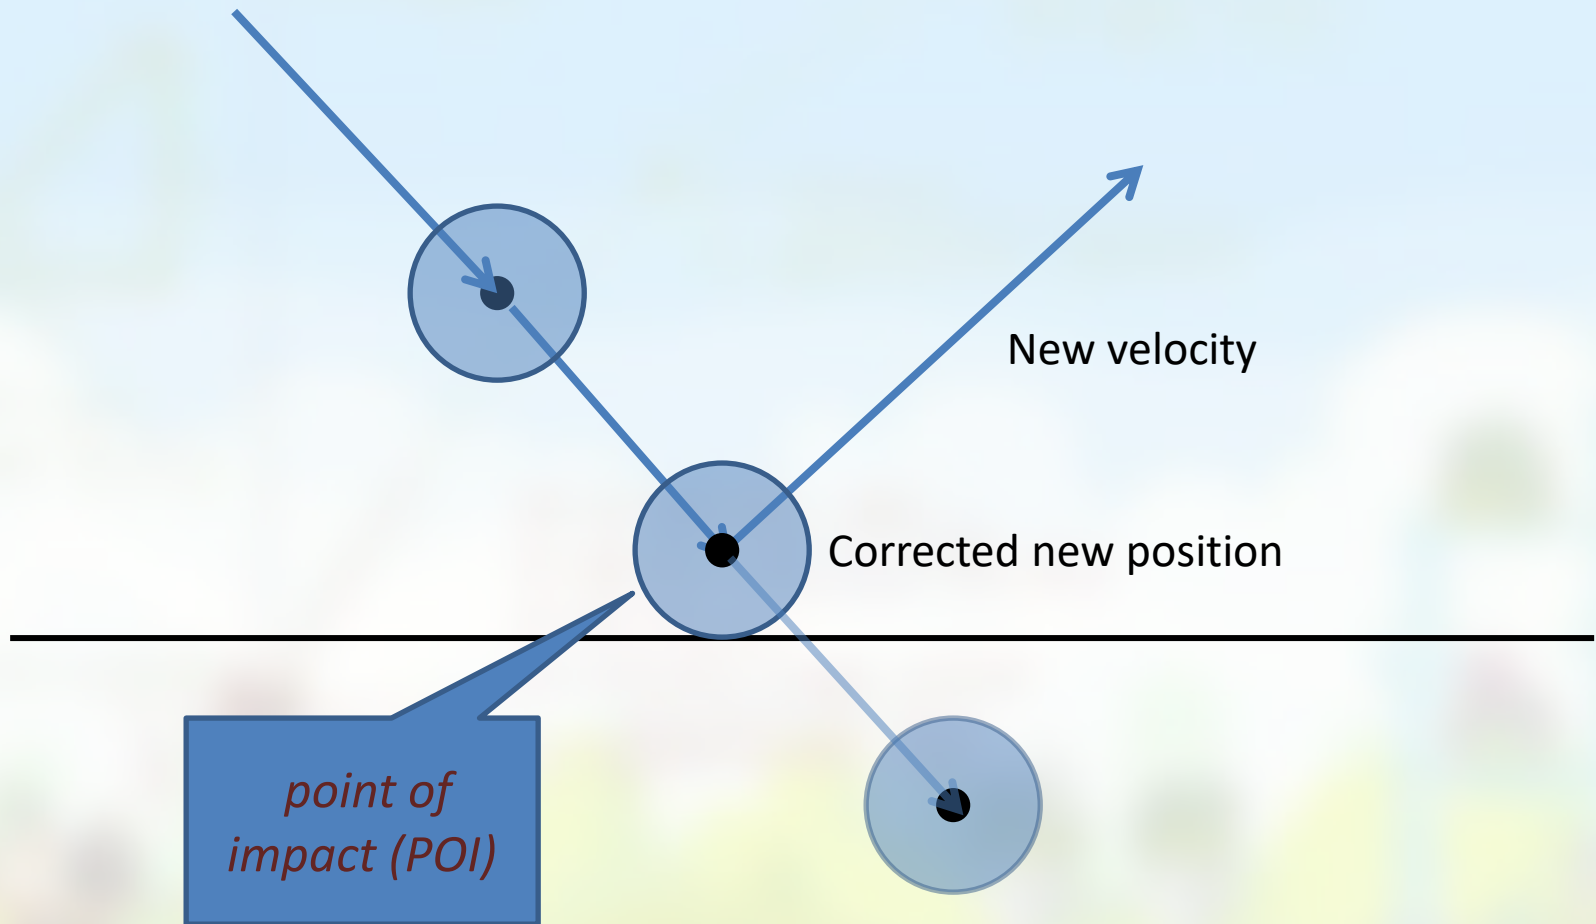 New velocity
Corrected new position
point of
impact (POI)